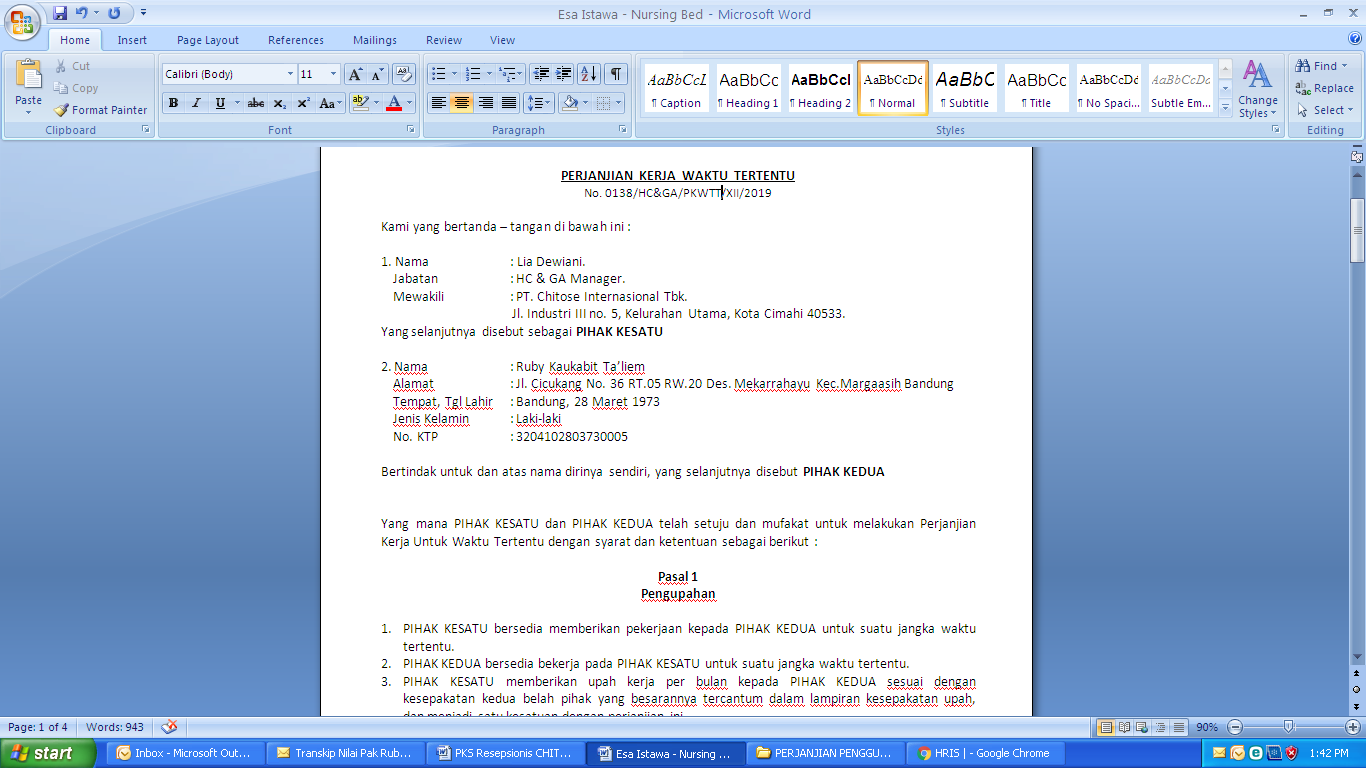 Esa Istawa - Nursing Bed - Microsoft Word
Home Insert Page Layout References Mailings Review View
Paste
Cut
Copy
Format Painter
Clipboard
Calibri (Body) 11
B I U abc x₂ x² Aa A
Font
Paragraph
AaBbCcI AaBbCc AaBbCcI AaBbCcDc AaBbC AaBbCc AaBbCcDc AaBbCcDc
¶ Caption ¶ Heading 1 ¶ Heading 2 ¶ Normal ¶ Subtitle ¶ Title ¶ No Spaci... Subtle Em...
Styles
Change Styles
Find
Replace
Select
Editing
PERJANJIAN KERJA WAKTU TERTENTU
No. 0138/HC&GA/PKWTT/XII/2019
Kami yang bertanda – tangan di bawah ini :
1. Nama : Lia Dewiani.
Jabatan : HC & GA Manager.
Mewakili : PT. Chitose Internasional Tbk.
Jl. Industri III no. 5, Kelurahan Utama, Kota Cimahi 40533.
Yang selanjutnya disebut sebagai PIHAK KESATU
2. Nama : Ruby Kaukabit Ta’liem
Alamat : Jl. Cicukang No. 36 RT.05 RW.20 Des. Mekarrahayu Kec.Margaasih Bandung
Tempat, Tgl Lahir : Bandung, 28 Maret 1973
Jenis Kelamin : Laki-laki
No. KTP : 3204102803730005
Bertindak untuk dan atas nama dirinya sendiri, yang selanjutnya disebut PIHAK KEDUA
Yang mana PIHAK KESATU dan PIHAK KEDUA telah setuju dan mufakat untuk melakukan Perjanjian
Kerja Untuk Waktu Tertentu dengan syarat dan ketentuan sebagai berikut :
Pasal 1
Pengupahan
1. PIHAK KESATU bersedia memberikan pekerjaan kepada PIHAK KEDUA untuk suatu jangka waktu
tertentu.
2. PIHAK KEDUA bersedia bekerja pada PIHAK KESATU untuk suatu jangka waktu tertentu.
3. PIHAK KESATU memberikan upah kerja per bulan kepada PIHAK KEDUA sesuai dengan
kesepakatan kedua belah pihak yang besarannya tercantum dalam lampiran kesepakatan upah,
dan menjadi satu kesatuan dengan perjanjian ini
Page: 1 of 4 Words: 943 90%
start Inbox - Microsoft Out... Transkip Nilai Pak Rub... PKS Resepsionis CHIT... Esa Istawa - Nursing ... PERJANJIAN PENGGU... HRIS | - Google Chrome 1:42 PM